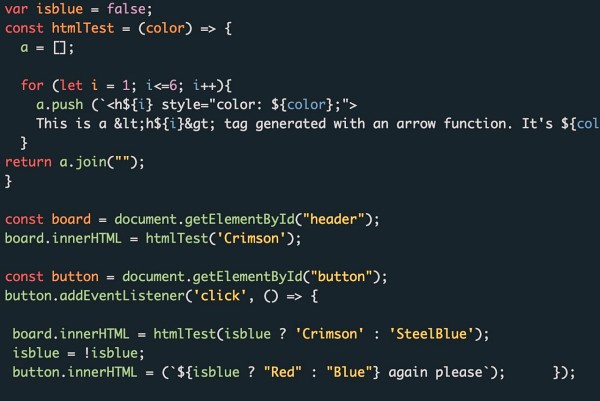 var isblue = false;
const htmlTest = (color) => {
a = [];
for (let i = 1; i<=6; i++){
a.push (`<h${i} style="color: ${color};">
This is a &lt;h${i}&gt; tag generated with an arrow function. It's ${col
}
return a.join("");
}
const board = document.getElementById("header");
board.innerHTML = htmlTest('Crimson');
const button = document.getElementById("button");
button.addEventListener('click', () => {
board.innerHTML = htmlTest(isblue ? 'Crimson' : 'SteelBlue');
isblue = !isblue;
button.innerHTML = (`${isblue ? "Red" : "Blue"} again please`); });